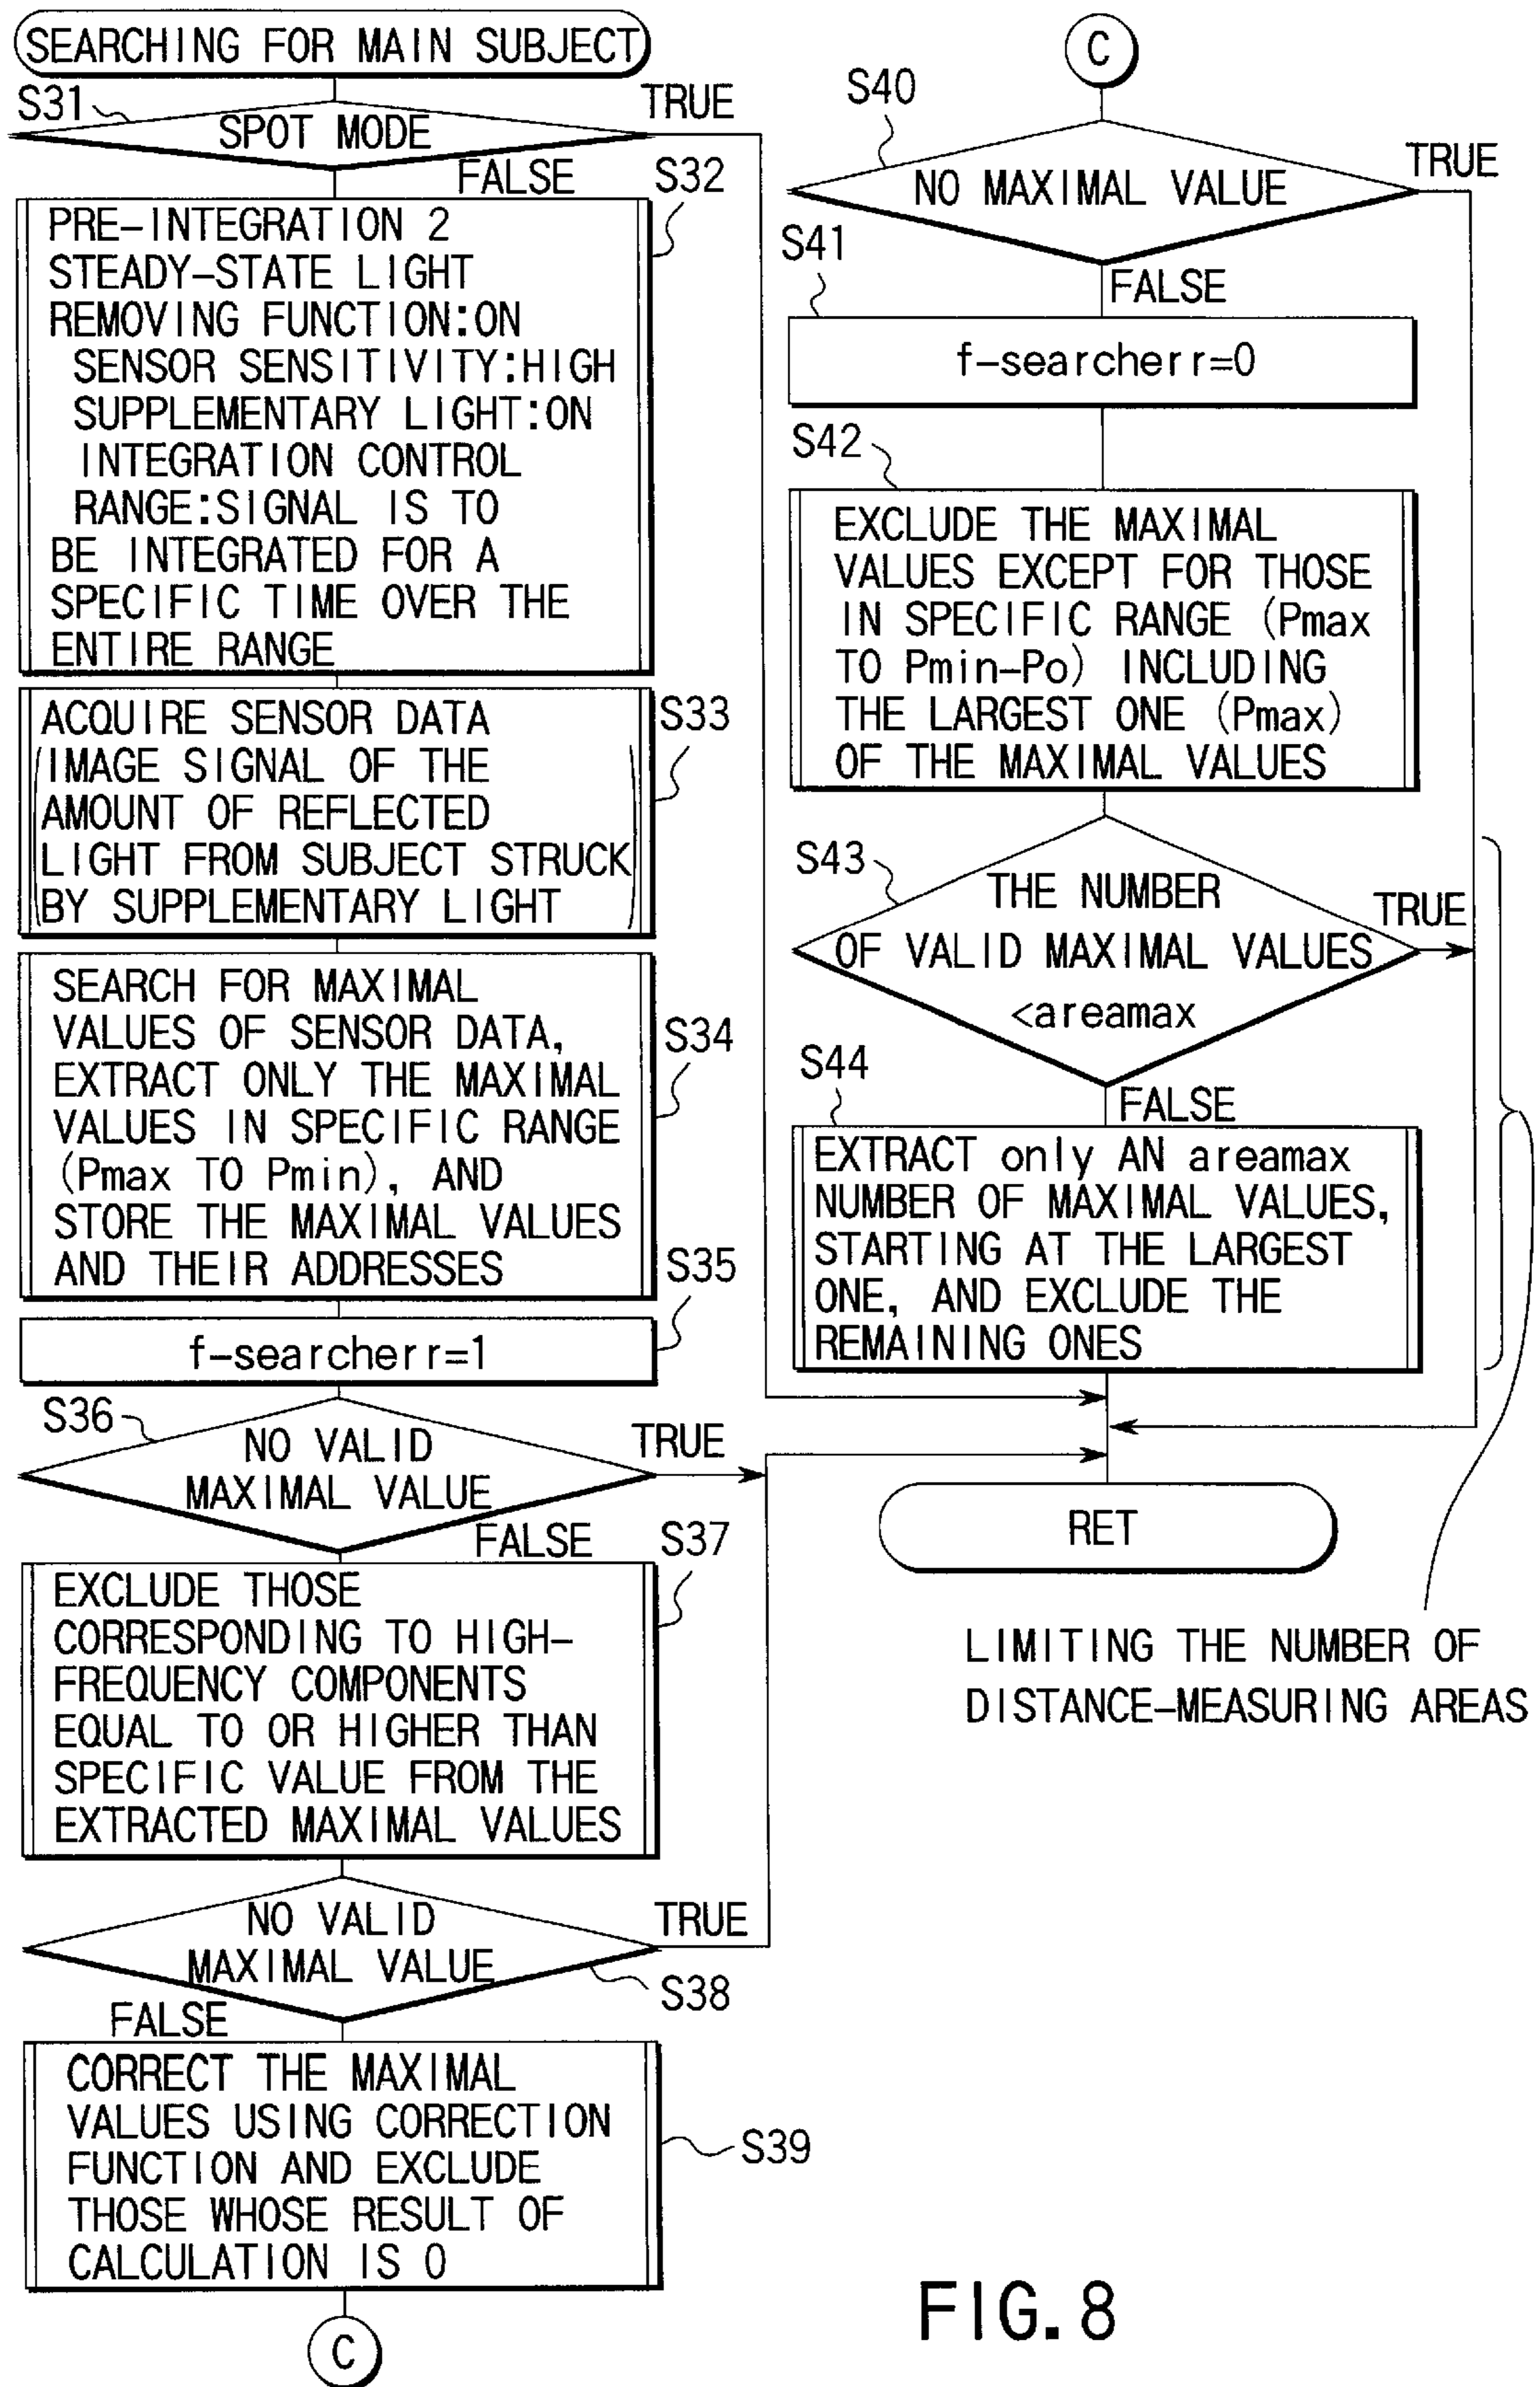 SEARCHING FOR MAIN SUBJECT
S31
SPOT MODE
TRUE
FALSE
S32
PRE-INTEGRATION 2
STEADY-STATE LIGHT
REMOVING FUNCTION:ON
SENSOR SENSITIVITY:HIGH
SUPPLEMENTARY LIGHT:ON
INTEGRATION CONTROL
RANGE:SIGNAL IS TO
BE INTEGRATED FOR A
SPECIFIC TIME OVER THE
ENTIRE RANGE
S33
ACQUIRE SENSOR DATA
(IMAGE SIGNAL OF THE
AMOUNT OF REFLECTED
LIGHT FROM SUBJECT STRUCK
BY SUPPLEMENTARY LIGHT)
S34
SEARCH FOR MAXIMAL
VALUES OF SENSOR DATA,
EXTRACT ONLY THE MAXIMAL
VALUES IN SPECIFIC RANGE
(Pmax TO Pmin), AND
STORE THE MAXIMAL VALUES
AND THEIR ADDRESSES
S35
f-searcherr=1
S36
NO VALID
MAXIMAL VALUE
TRUE
FALSE
S37
EXCLUDE THOSE
CORRESPONDING TO HIGH-
FREQUENCY COMPONENTS
EQUAL TO OR HIGHER THAN
SPECIFIC VALUE FROM THE
EXTRACTED MAXIMAL VALUES
NO VALID
MAXIMAL VALUE
TRUE
S38
FALSE
CORRECT THE MAXIMAL
VALUES USING CORRECTION
FUNCTION AND EXCLUDE
THOSE WHOSE RESULT OF
CALCULATION IS 0
S39
C
C
S40
NO MAXIMAL VALUE
TRUE
FALSE
S41
f-searcherr=0
S42
EXCLUDE THE MAXIMAL
VALUES EXCEPT FOR THOSE
IN SPECIFIC RANGE (Pmax
TO Pmin-Po) INCLUDING
THE LARGEST ONE (Pmax)
OF THE MAXIMAL VALUES
S43
THE NUMBER
OF VALID MAXIMAL VALUES
<areamax
TRUE
FALSE
S44
EXTRACT only AN areamax
NUMBER OF MAXIMAL VALUES,
STARTING AT THE LARGEST
ONE, AND EXCLUDE THE
REMAINING ONES
RET
LIMITING THE NUMBER OF
DISTANCE-MEASURING AREAS
FIG. 8